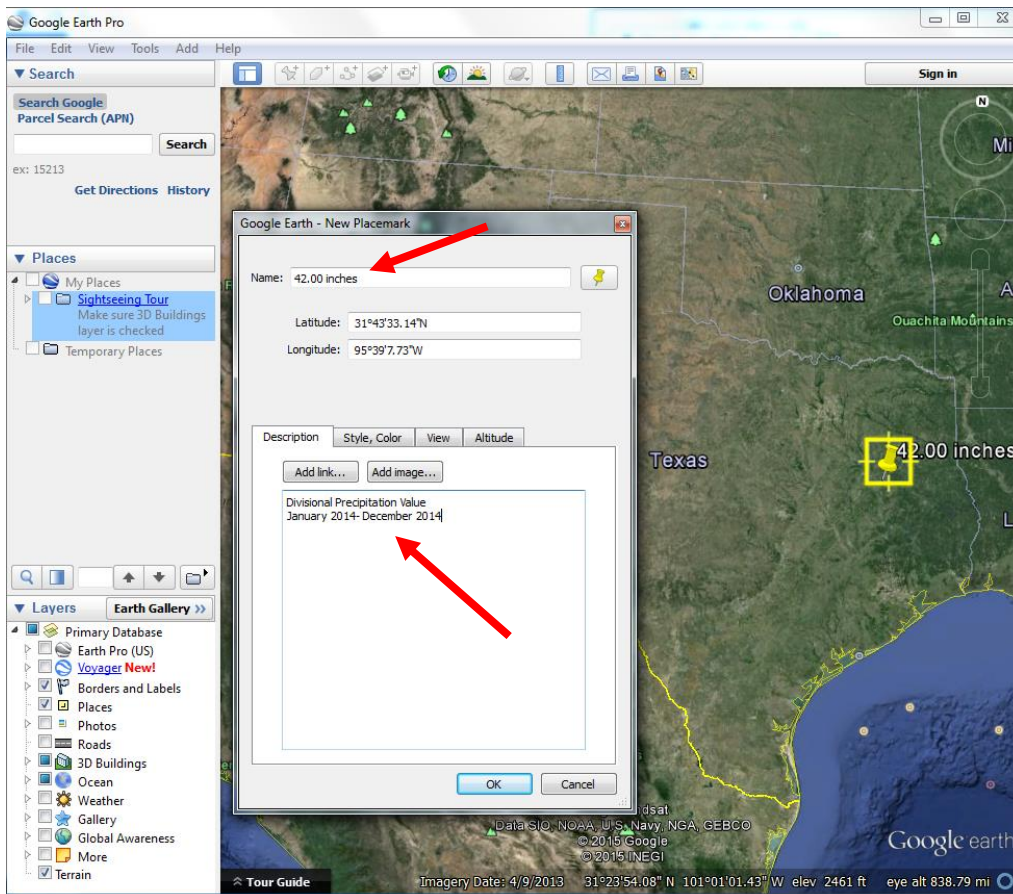 Google Earth Pro
File Edit View Tools Add Help
▼ Search
Sign in
Search Google
Parcel Search (APN)
Search
ex: 15213
Get Directions History
N
Mi
Google Earth - New Placemark
Name: 42.00 inches
Latitude: 31°43'33.14"N
Longitude: 95°39'7.73"W
▼ Places
My Places
Sightseeing Tour
Make sure 3D Buildings
layer is checked
Temporary Places
Oklahoma
A
Ouachita Mountains
Description Style, Color View Altitude
Add link... Add image...
Divisional Precipitation Value
January 2014- December 2014
Texas
42.00 inches
L
▼ Layers
Earth Gallery >>
Primary Database
Earth Pro (US)
Voyager New!
Borders and Labels
Places
Photos
Roads
3D Buildings
Ocean
Weather
Gallery
Global Awareness
More
Terrain
OK Cancel
dsat
Data SIO, NOAA, U.S. Navy, NGA, GEBCO
© 2015 Google
© 2015 INEGI
Google earth
Tour Guide
Imagery Date: 4/9/2013 31°23'54.08" N 101°01'01.43" W elev 2461 ft eye alt 838.79 mi